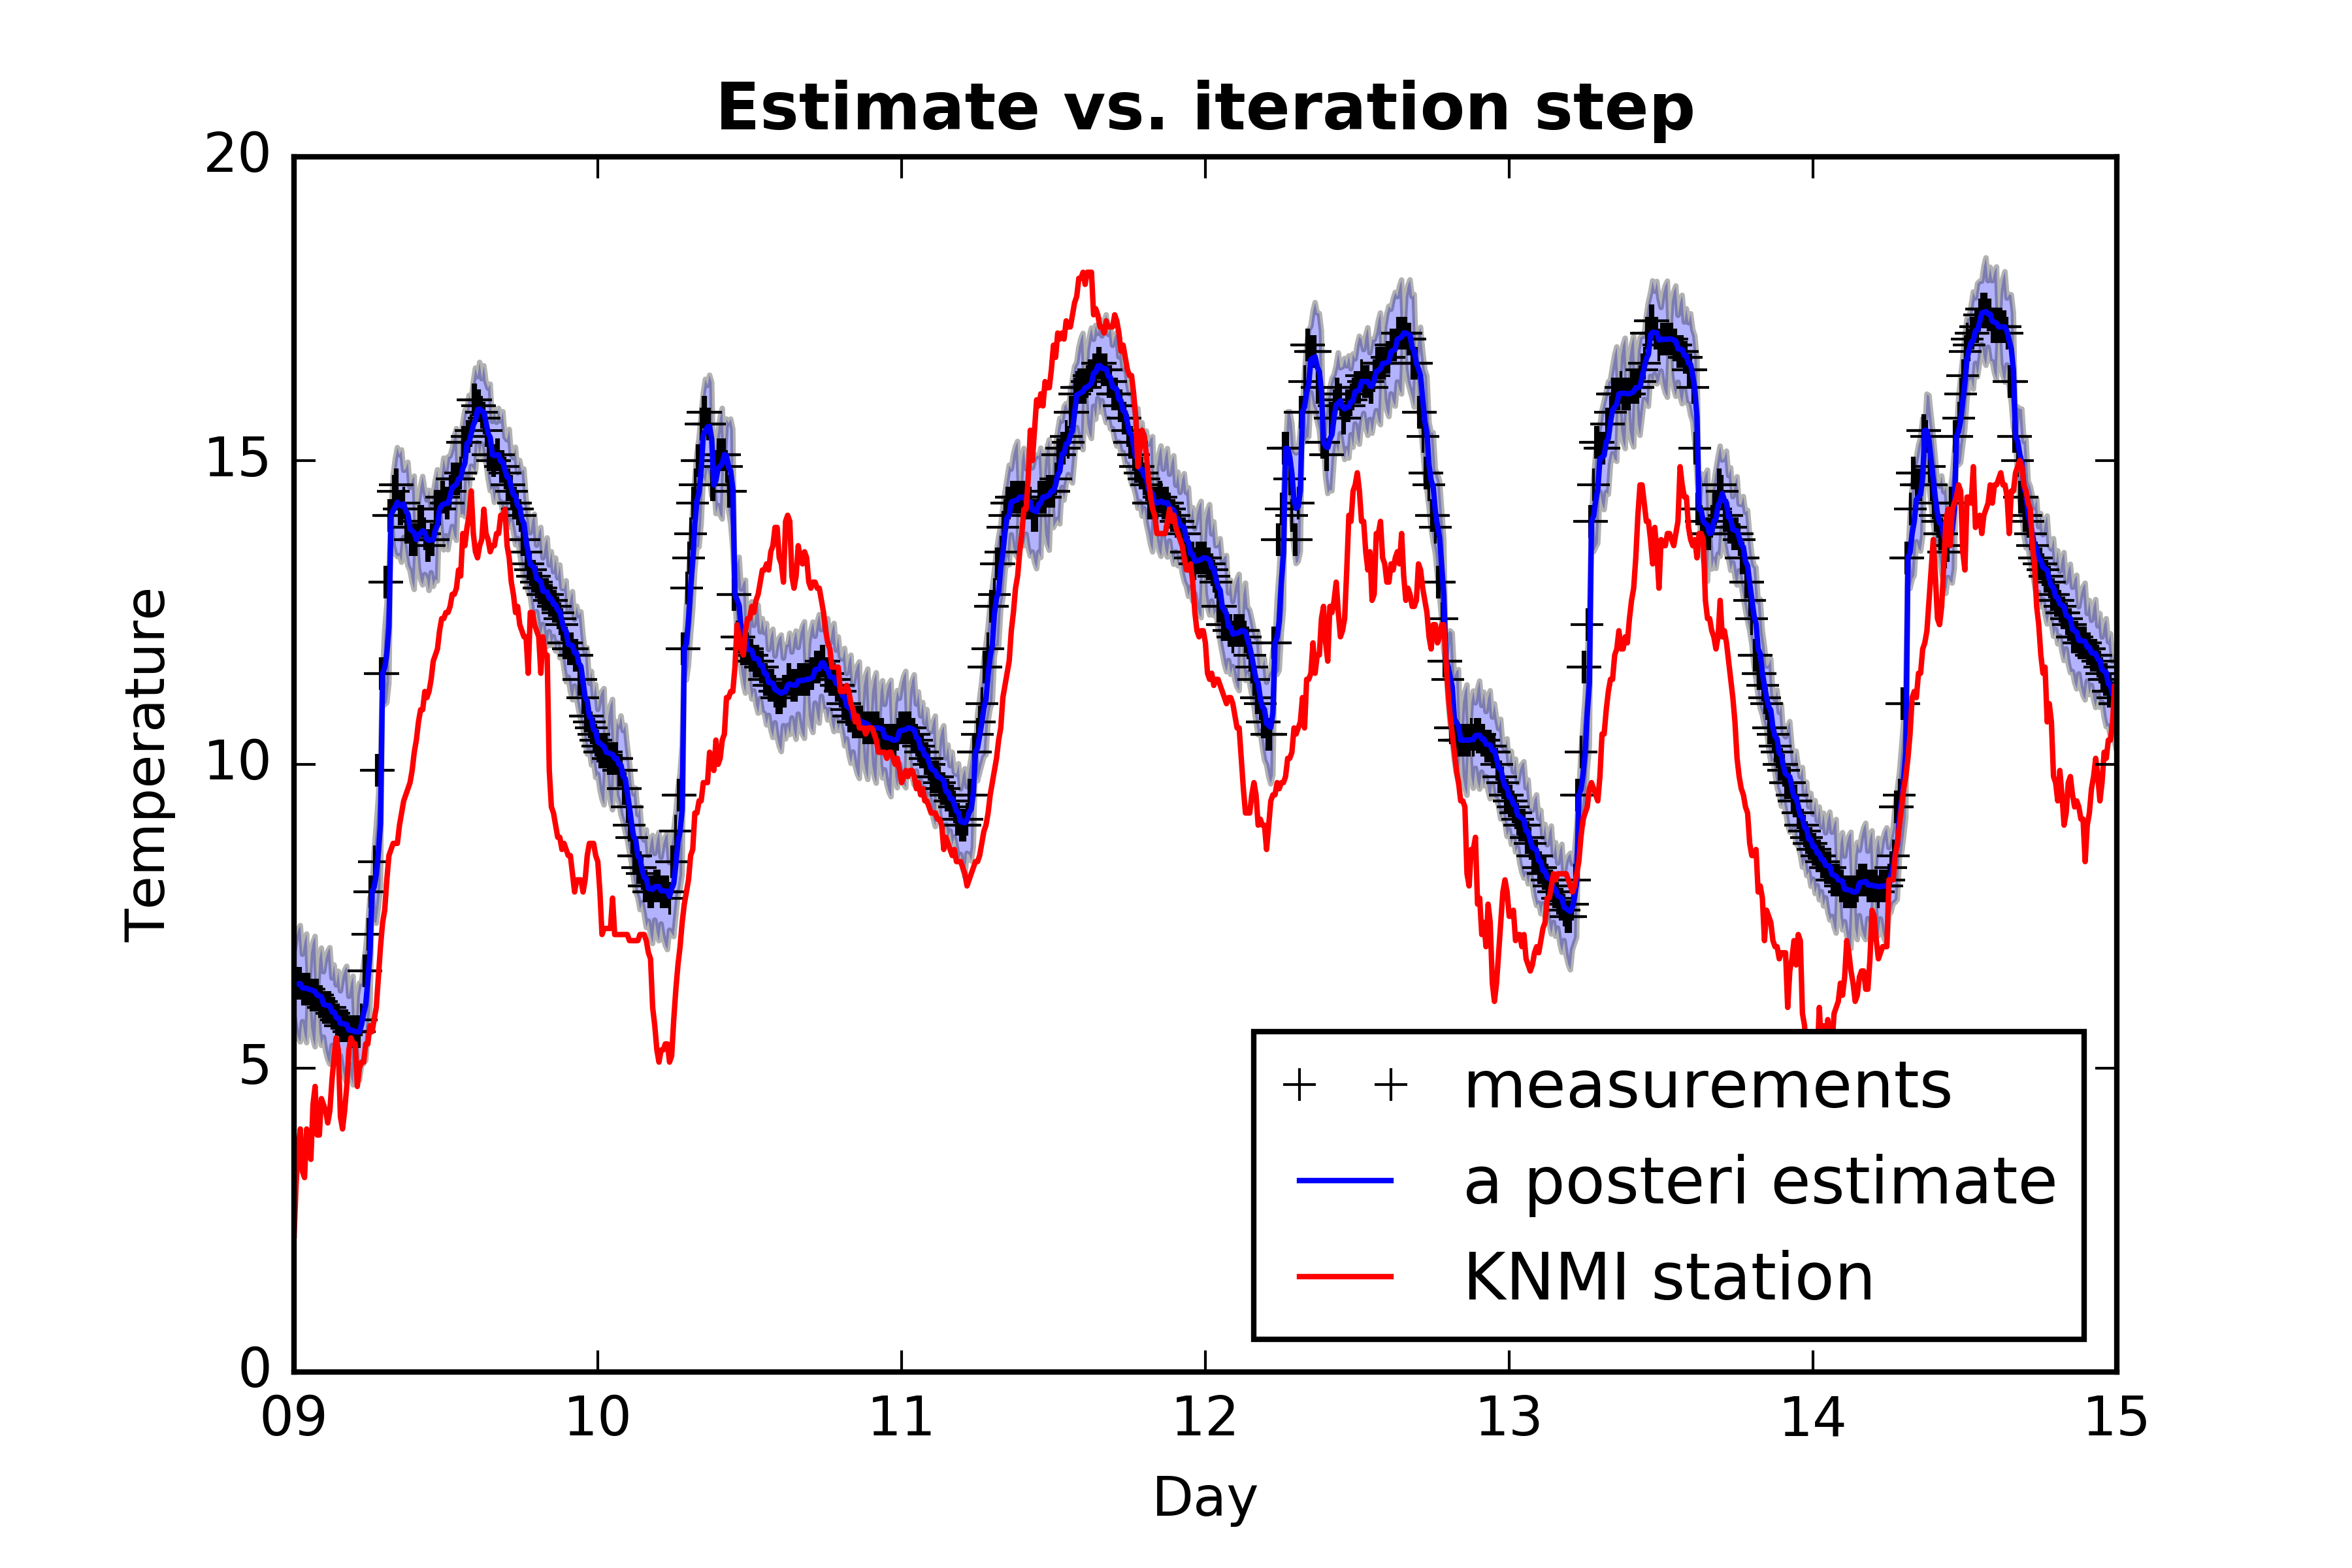 Estimate vs. iteration step
20
15
10
5
0
Temperature
measurements
a posteri estimate
KNMI station
09 10 11 12 13 14 15
Day